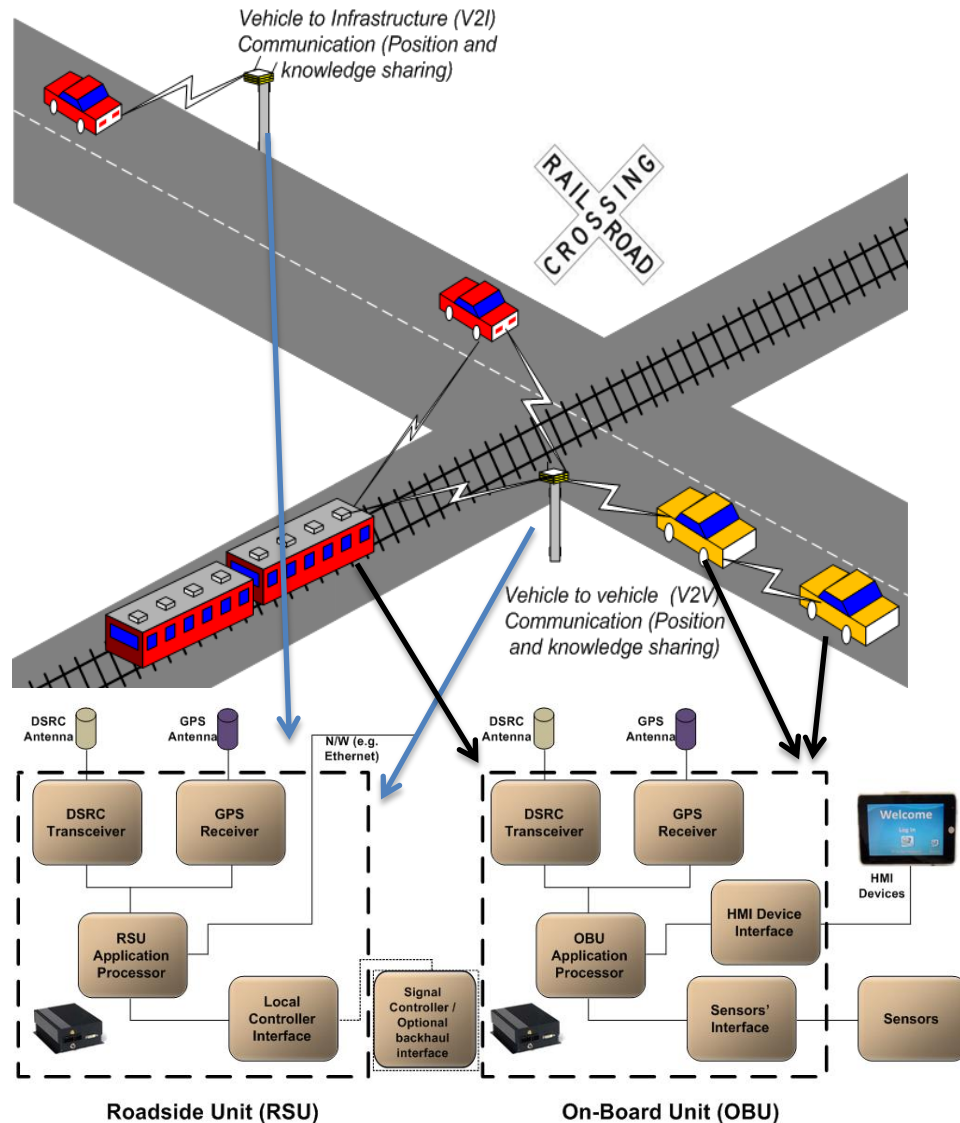 Vehicle to Infrastructure (V2I)
Communication (Position and
knowledge sharing)
RAIL ROAD
CROSSING
Vehicle to vehicle (V2V)
Communication (Position
and knowledge sharing)
DSRC
Antenna
GPS
Antenna
N/W (e.g.
Ethernet)
DSRC
Transceiver
GPS
Receiver
RSU
Application
Processor
Local
Controller
Interface
Signal
Controller /
Optional
backhaul
interface
Roadside Unit (RSU)
DSRC
Antenna
GPS
Antenna
DSRC
Transceiver
GPS
Receiver
OBU
Application
Processor
HMI Device
Interface
Sensors'
Interface
Welcome
Log in
HMI
Devices
Sensors
On-Board Unit (OBU)